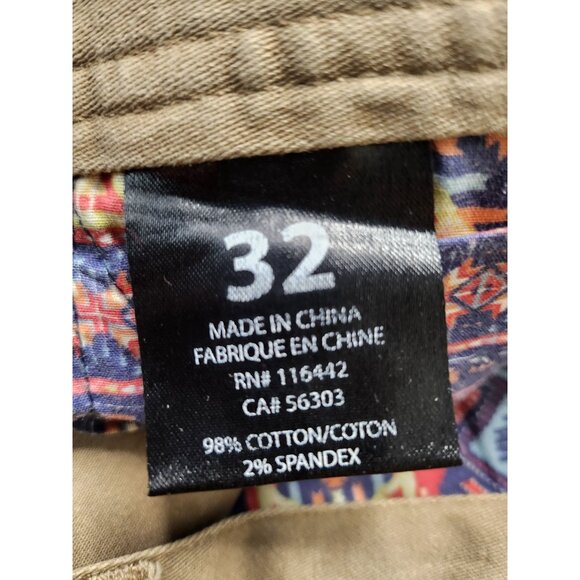 32
MADE IN CHINA
FABRIQUE EN CHINE
RN# 116442
CA# 56303
98% COTTON/COTON
2% SPANDEX